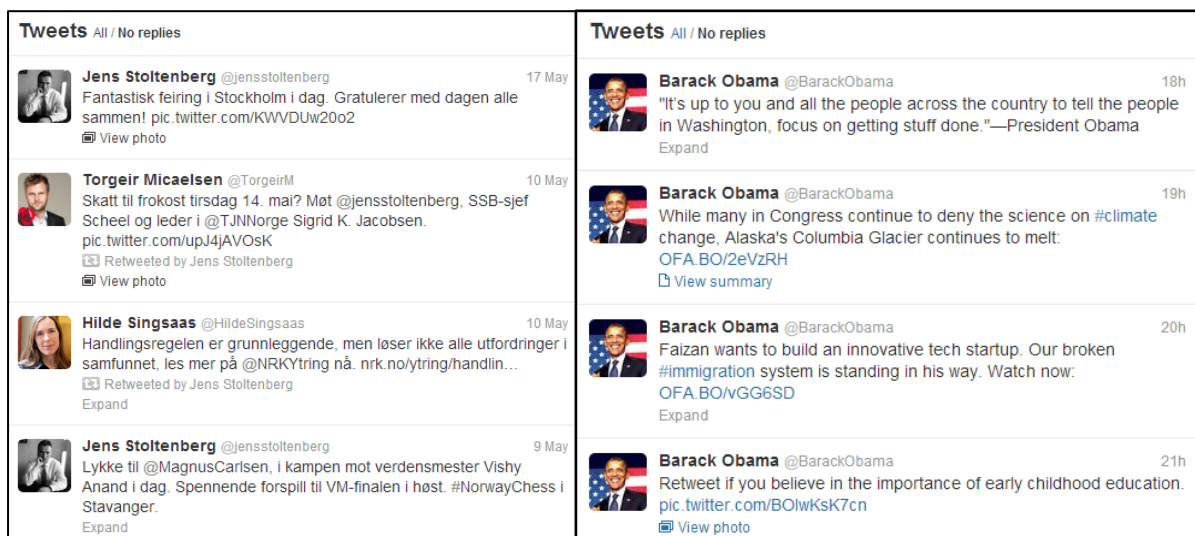 Tweets All / No replies
Jens Stoltenberg @jensstoltenberg 17 May
Fantastisk feiring i Stockholm i dag. Gratulerer med dagen alle
sammen! pic.twitter.com/KWVDUw20o2
View photo
Torgeir Micaelsen @TorgeirM 10 May
Skatt til frokost tirsdag 14. mai? Møt @jensstoltenberg, SSB-sjef
Scheel og leder i @TJNNorge Sigrid K. Jacobsen.
pic.twitter.com/upJ4jAVOsK
Retweeted by Jens Stoltenberg
View photo
Hilde Singsaas @HildeSingsaas 10 May
Handlingsregelen er grunnleggende, men løser ikke alle utfordringer i
samfunnet, les mer på @NRKYtring nå. nrk.no/ytring/handlin…
Retweeted by Jens Stoltenberg
Expand
Jens Stoltenberg @jensstoltenberg 9 May
Lykke til @MagnusCarlsen, i kampen mot verdensmester Vishy
Anand i dag. Spennende forspill til VM-finalen i høst. #NorwayChess i
Stavanger.
Expand
Tweets All / No replies
Barack Obama @BarackObama 18h
"It's up to you and all the people across the country to tell the people
in Washington, focus on getting stuff done."—President Obama
Expand
Barack Obama @BarackObama 19h
While many in Congress continue to deny the science on #climate
change, Alaska's Columbia Glacier continues to melt:
OFA.BO/2eVzRH
View summary
Barack Obama @BarackObama 20h
Faizan wants to build an innovative tech startup. Our broken
#immigration system is standing in his way. Watch now:
OFA.BO/vGG6SD
Expand
Barack Obama @BarackObama 21h
Retweet if you believe in the importance of early childhood education.
pic.twitter.com/BOlwKsK7cn
View photo